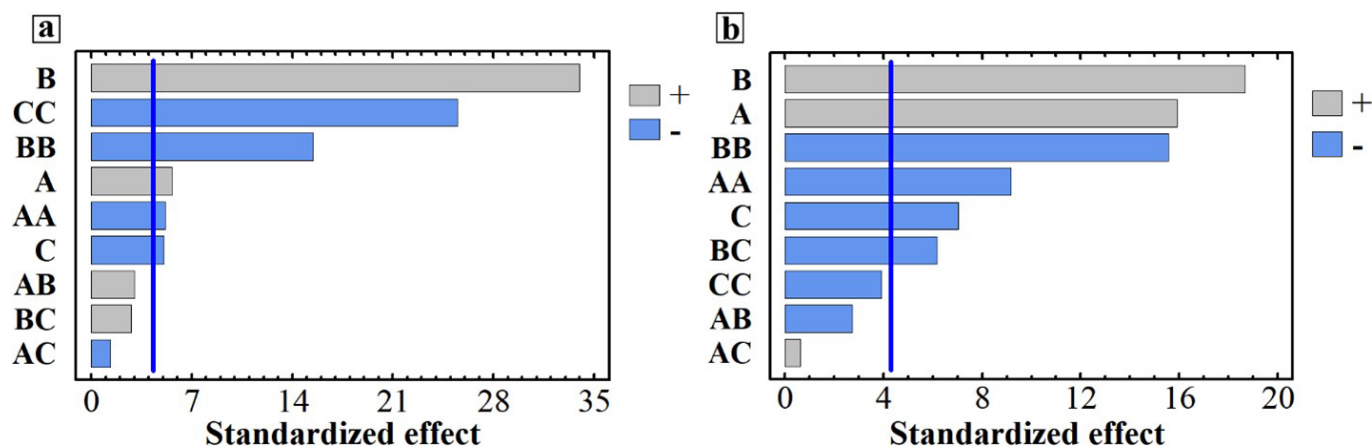 a
B
CC
BB
A
AA
C
AB
BC
AC
0 7 14 21 28 35
Standardized effect
+
-
b
B
A
BB
AA
C
BC
CC
AB
AC
0 4 8 12 16 20
Standardized effect
+
-